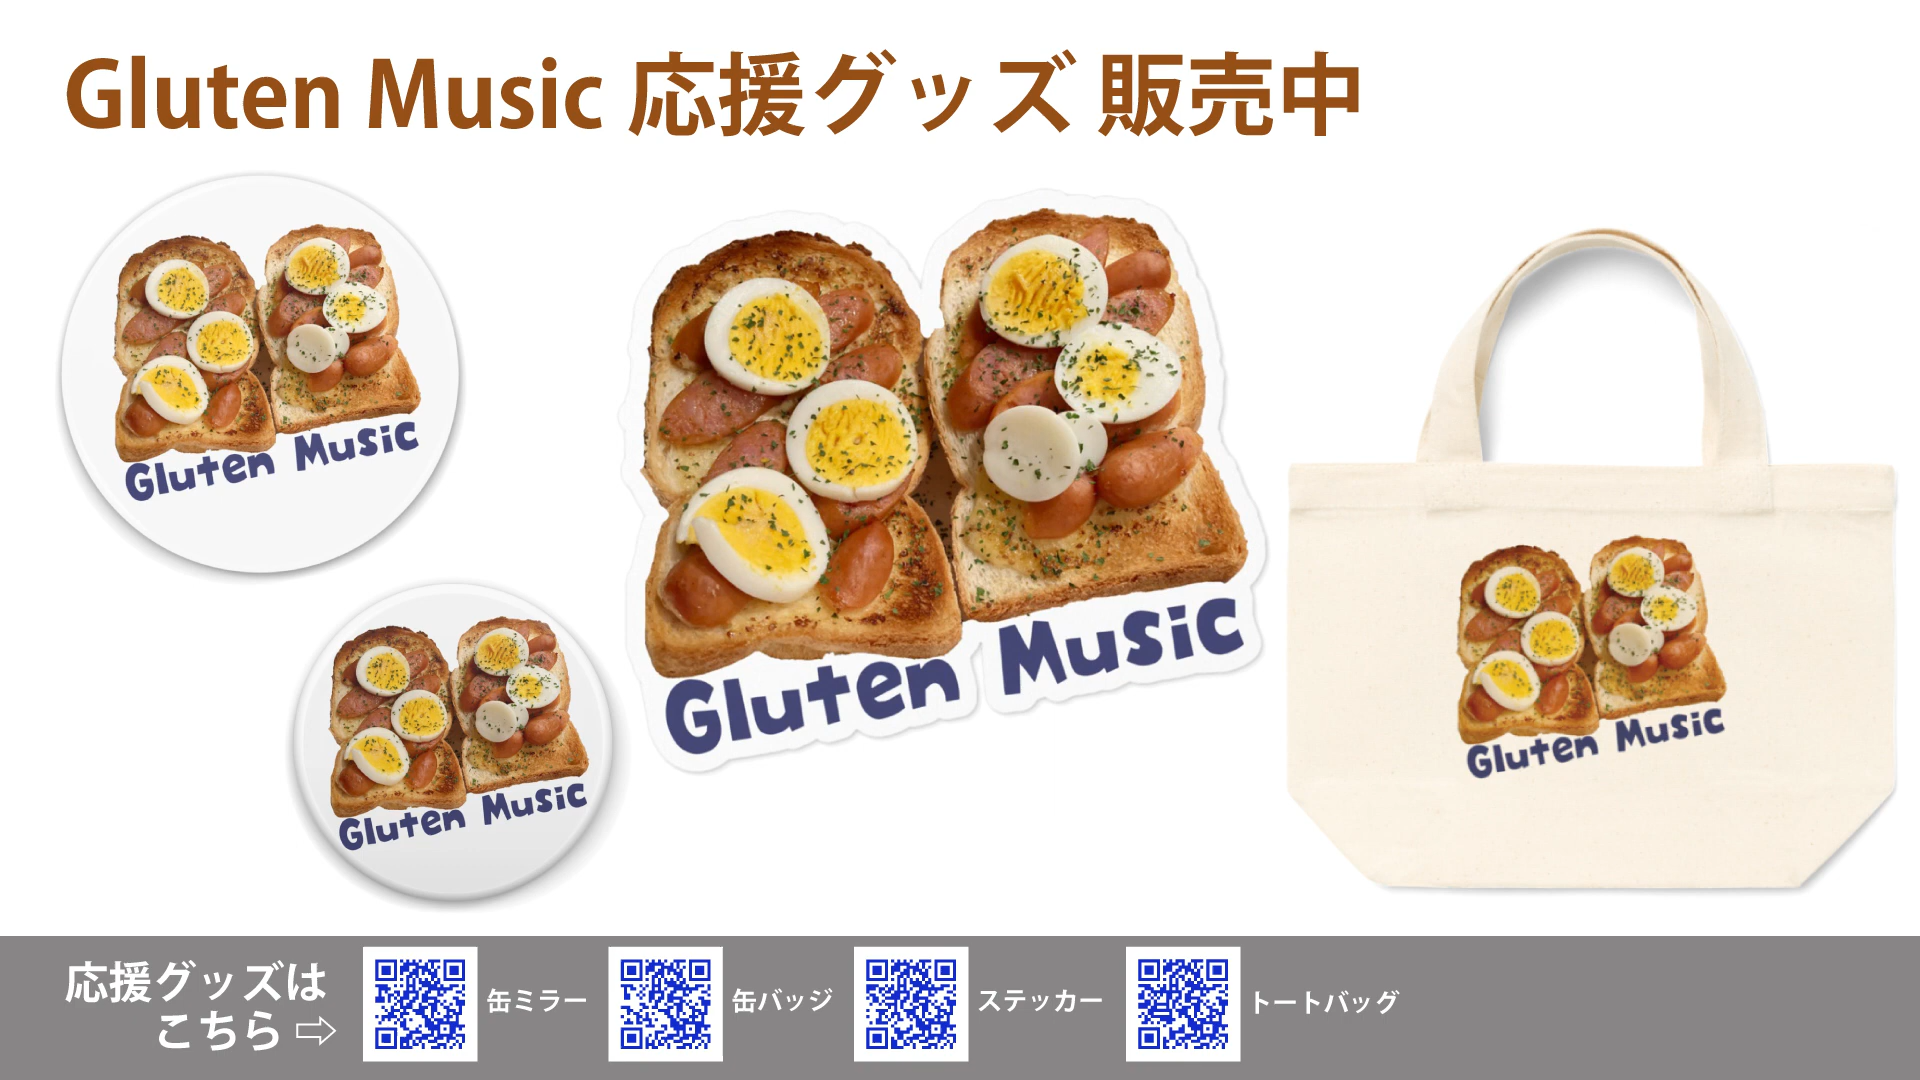 Gluten Music 応援グッズ 販売中
Gluten Music
Gluten Music
Gluten Music
Gluten Music
応援グッズは
こちら ⇨
缶ミラー
缶バッジ
ステッカー
トートバッグ